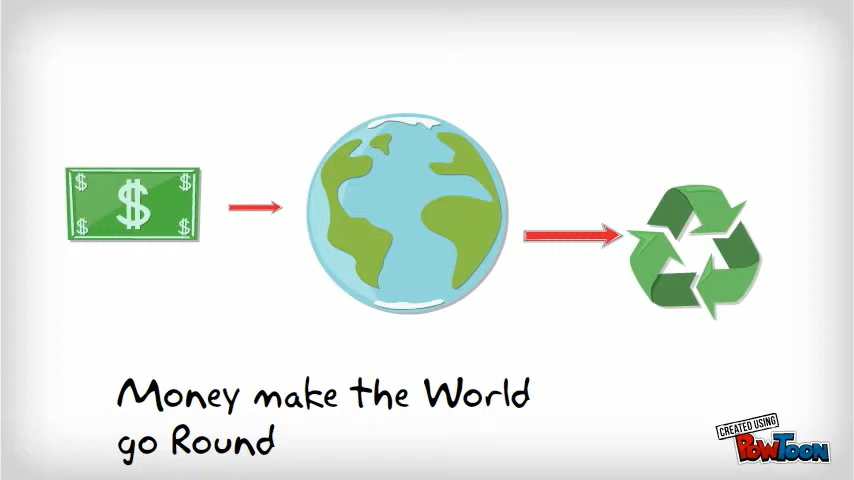 $ $
$
$ $
Money make the World
go Round
CREATED USING
POWTOON